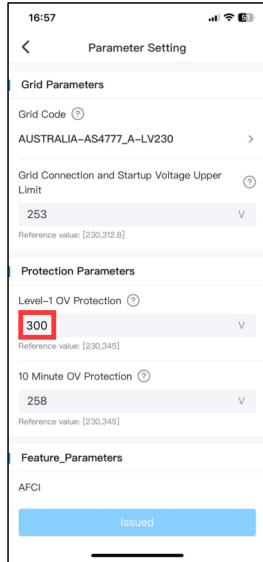 16:57
Parameter Setting
Grid Parameters
Grid Code ?
AUSTRALIA-AS4777_A-LV230 >
Grid Connection and Startup Voltage Upper
Limit ?
253 V
Reference value: [230,312.8]
Protection Parameters
Level-1 OV Protection ?
300 V
Reference value: [230,345]
10 Minute OV Protection ?
258 V
Reference value: [230,345]
Feature_Parameters
AFCI
Issued